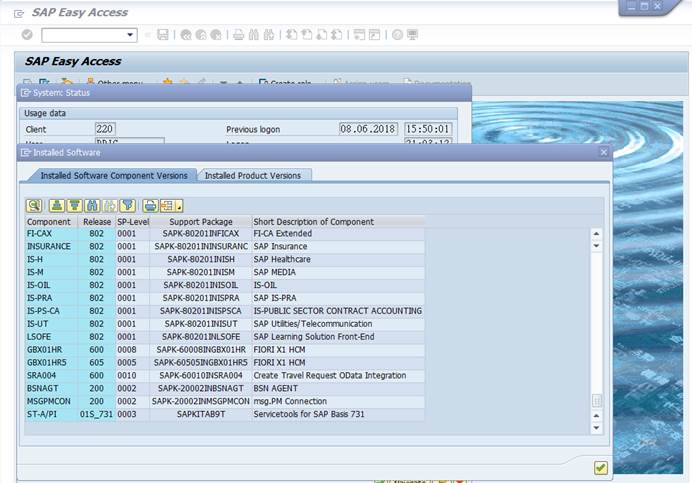 SAP Easy Access
SAP Easy Access
Other menu
Create role
Assign users
Documentation
System: Status
Usage data
Client 220 Previous logon 08.06.2018 15:50:01
Installed Software
Installed Software Component Versions Installed Product Versions
Component Release SP-Level Support Package Short Description of Component
FI-CAX 802 0001 SAPK-80201INFICAX FI-CA Extended
INSURANCE 802 0001 SAPK-80201ININSURANC SAP Insurance
IS-H 802 0001 SAPK-80201INISH SAP Healthcare
IS-M 802 0001 SAPK-80201INISM SAP MEDIA
IS-OIL 802 0001 SAPK-80201INISOIL IS-OIL
IS-PRA 802 0001 SAPK-80201INISPRA SAP IS-PRA
IS-PS-CA 802 0001 SAPK-80201INISPSCA IS-PUBLIC SECTOR CONTRACT ACCOUNTING
IS-UT 802 0001 SAPK-80201INISUT SAP Utilities/Telecommunication
LSOFE 802 0001 SAPK-80201INLSOFE SAP Learning Solution Front-End
GBX01HR 600 0008 SAPK-60008INGBX01HR FIORI X1 HCM
GBX01HR5 605 0005 SAPK-60505INGBX01HR5 FIORI X1 HCM
SRA004 600 0010 SAPK-60010INSRA004 Create Travel Request OData Integration
BSNAGT 200 0002 SAPK-20002INBSNAGT BSN AGENT
MSGPMCON 200 0002 SAPK-20002INMSGPMCON msg.PM Connection
ST-A/PI 01S_731 0003 SAPKITAB9T Servicetools for SAP Basis 731
Navigate